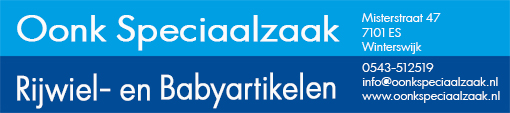 Oonk Speciaalzaak
Rijwiel- en Babyartikelen
Misterstraat 47
7101 ES
Winterswijk
0543-512519
info@oonkspeciaalzaak.nl
www.oonkspeciaalzaak.nl